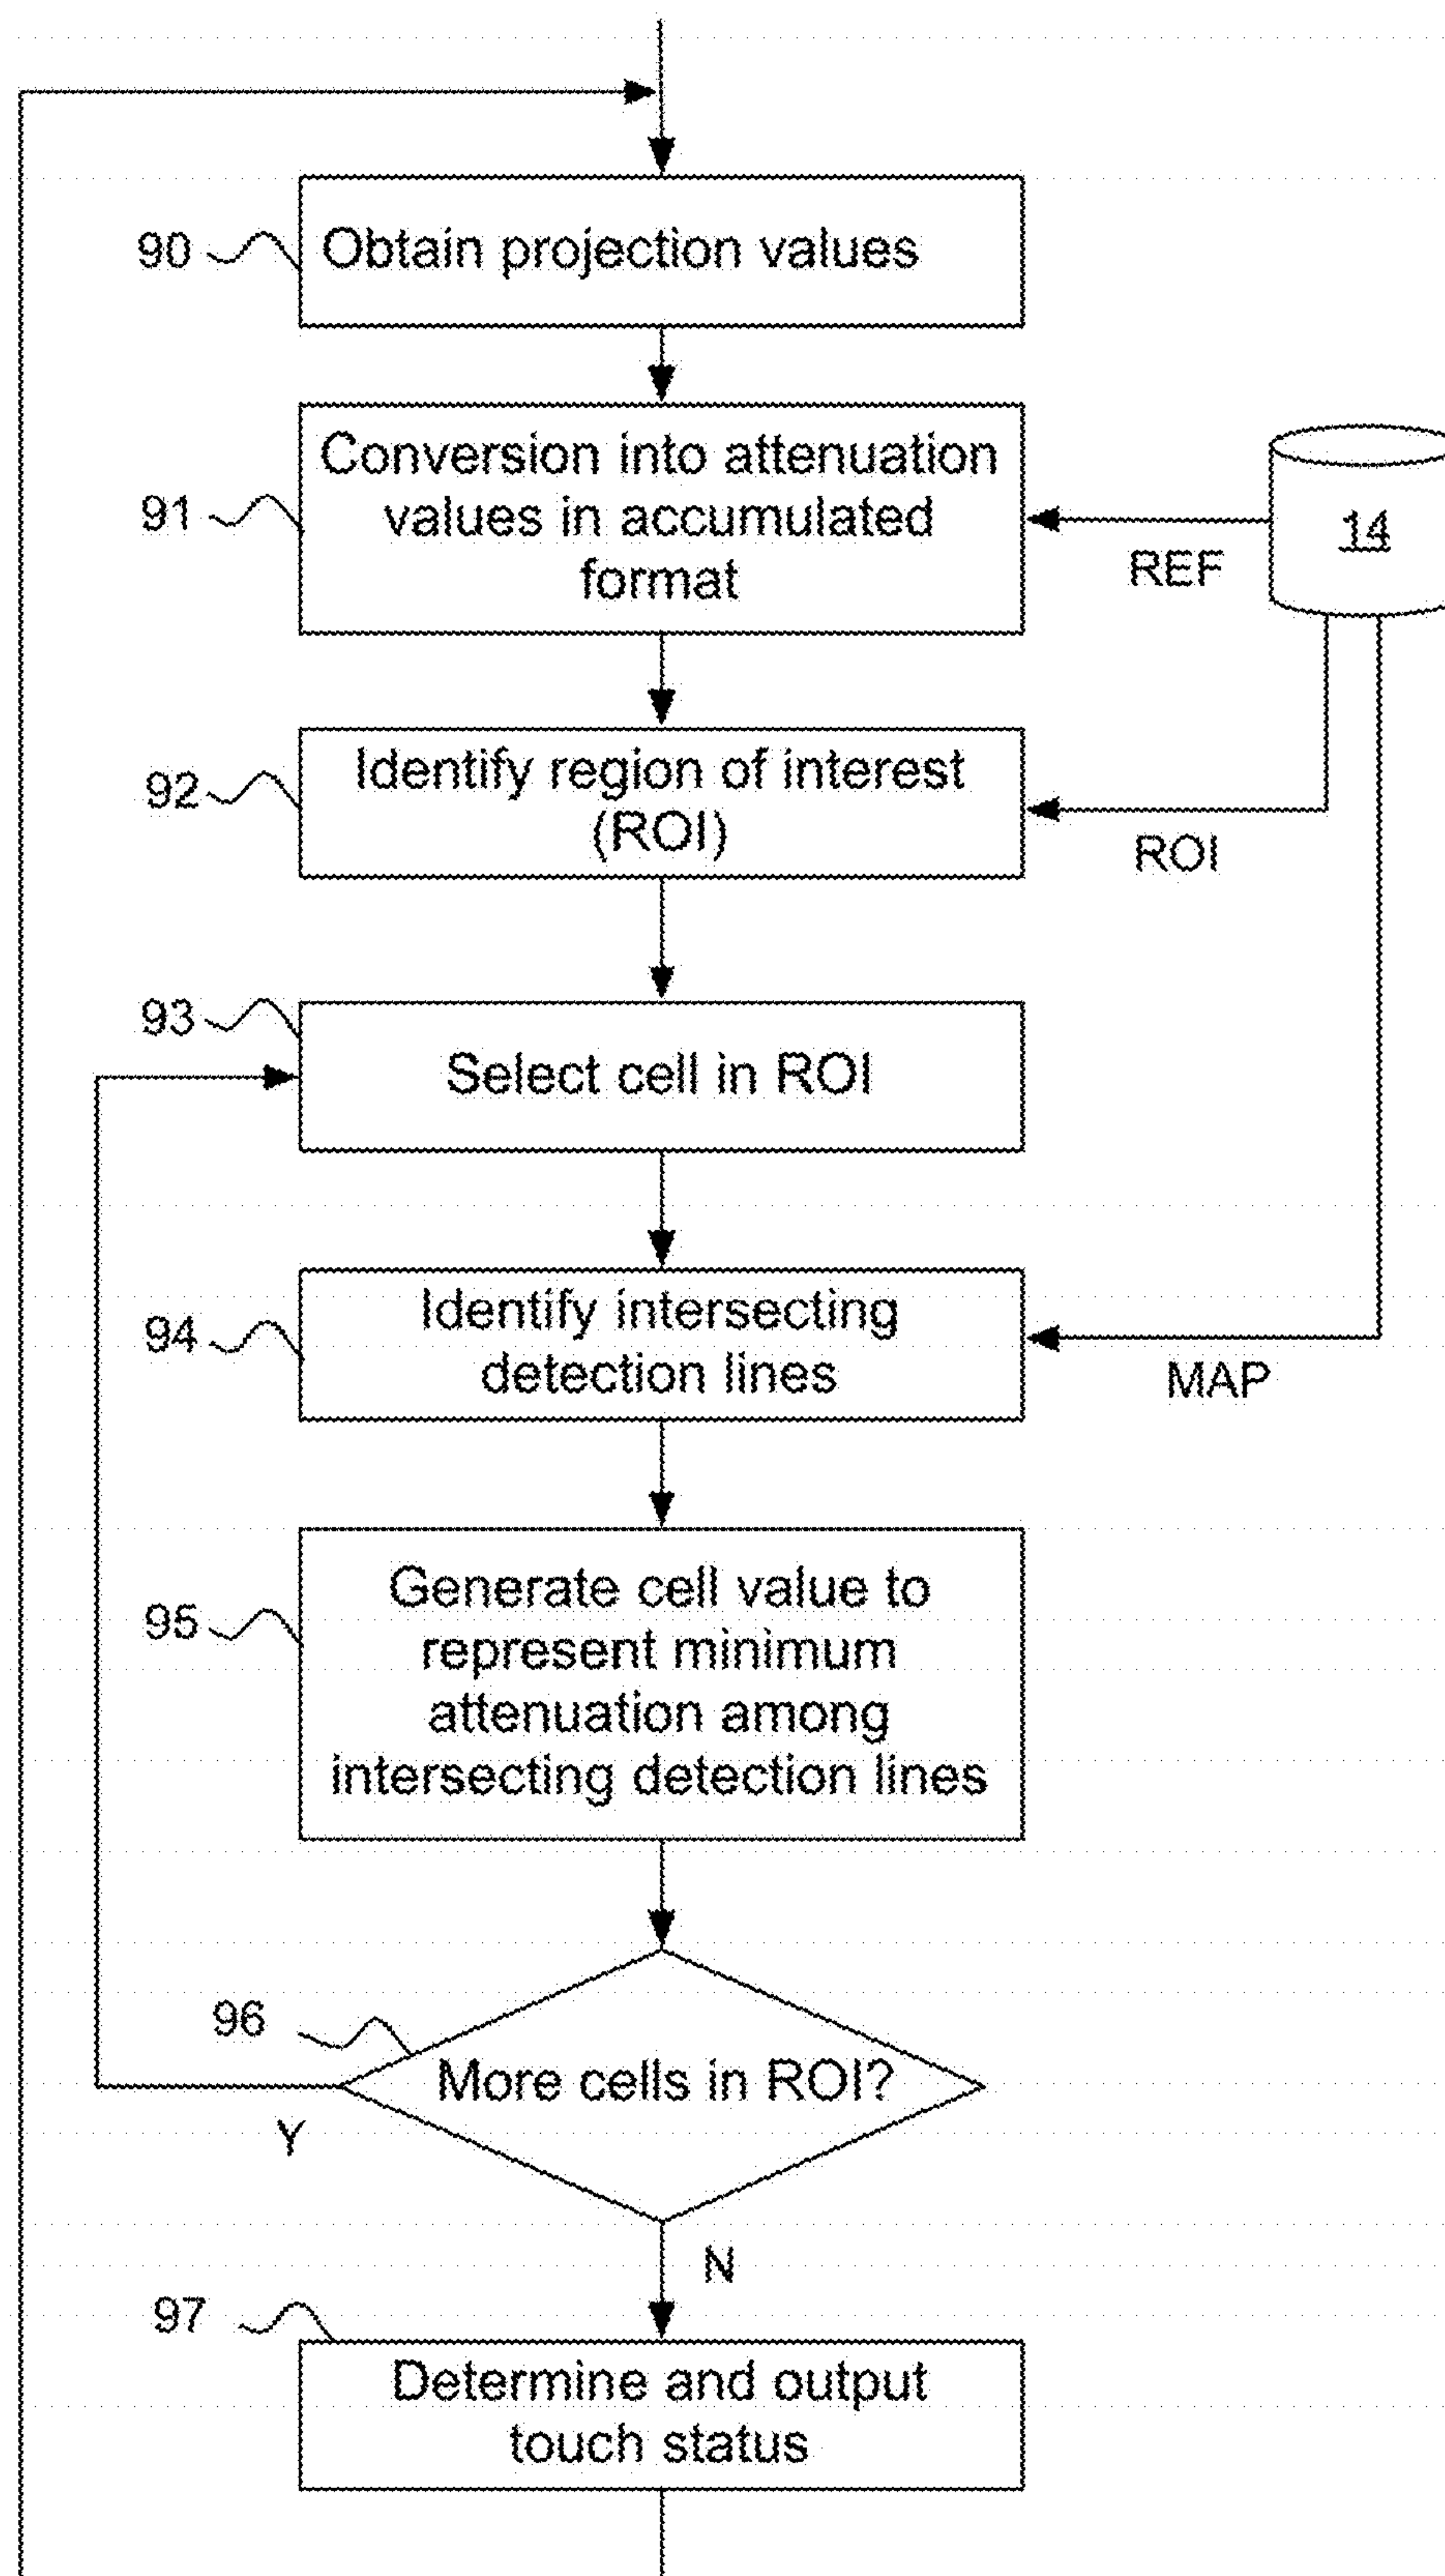 90
Obtain projection values
91
Conversion into attenuation
values in accumulated
format
14
REF
92
Identify region of interest
(ROI)
ROI
93
Select cell in ROI
94
Identify intersecting
detection lines
MAP
95
Generate cell value to
represent minimum
attenuation among
intersecting detection lines
96
More cells in ROI?
Y
N
97
Determine and output
touch status